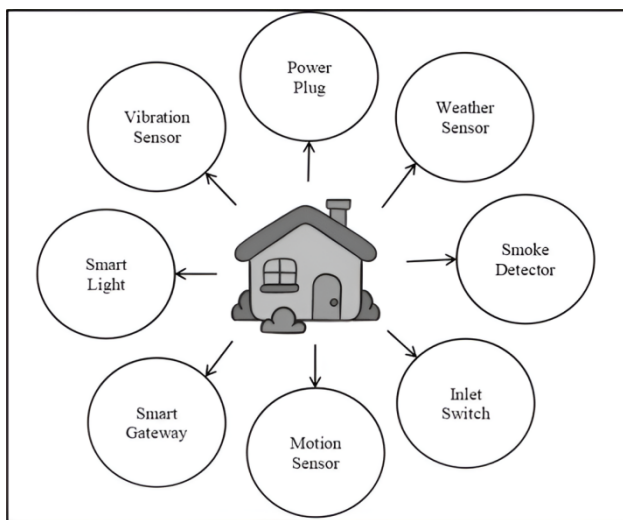 Power
Plug
Vibration
Sensor
Weather
Sensor
Smart
Light
Smoke
Detector
Smart
Gateway
Motion
Sensor
Inlet
Switch